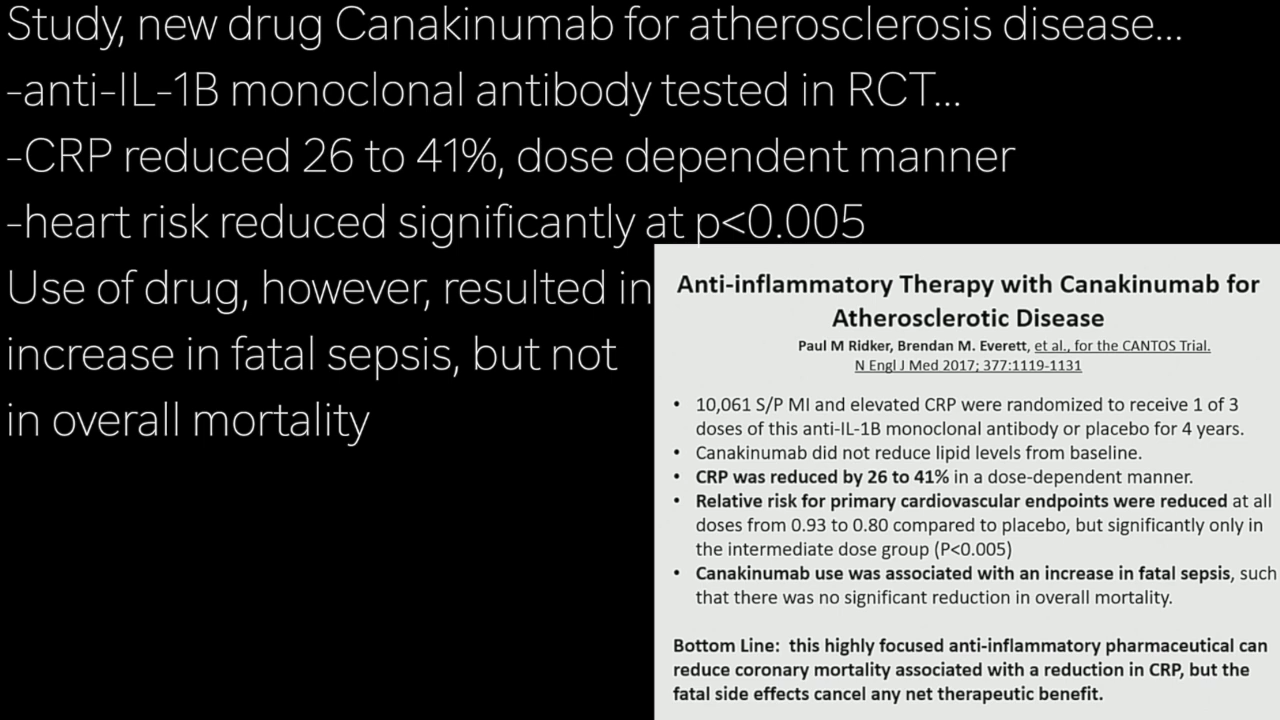 Study, new drug Canakinumab for atherosclerosis disease...
-anti-IL-1B monoclonal antibody tested in RCT...
-CRP reduced 26 to 41%, dose dependent manner
-heart risk reduced significantly at p<0.005
Use of drug, however, resulted in
increase in fatal sepsis, but not
in overall mortality
Anti-inflammatory Therapy with Canakinumab for
Atherosclerotic Disease
Paul M Ridker, Brendan M. Everett, et al., for the CANTOS Trial.
N Engl J Med 2017; 377:1119-1131
• 10,061 S/P MI and elevated CRP were randomized to receive 1 of 3
doses of this anti-IL-1B monoclonal antibody or placebo for 4 years.
• Canakinumab did not reduce lipid levels from baseline.
• CRP was reduced by 26 to 41% in a dose-dependent manner.
• Relative risk for primary cardiovascular endpoints were reduced at all
doses from 0.93 to 0.80 compared to placebo, but significantly only in
the intermediate dose group (P<0.005)
• Canakinumab use was associated with an increase in fatal sepsis, such
that there was no significant reduction in overall mortality.
Bottom Line: this highly focused anti-inflammatory pharmaceutical can
reduce coronary mortality associated with a reduction in CRP, but the
fatal side effects cancel any net therapeutic benefit.